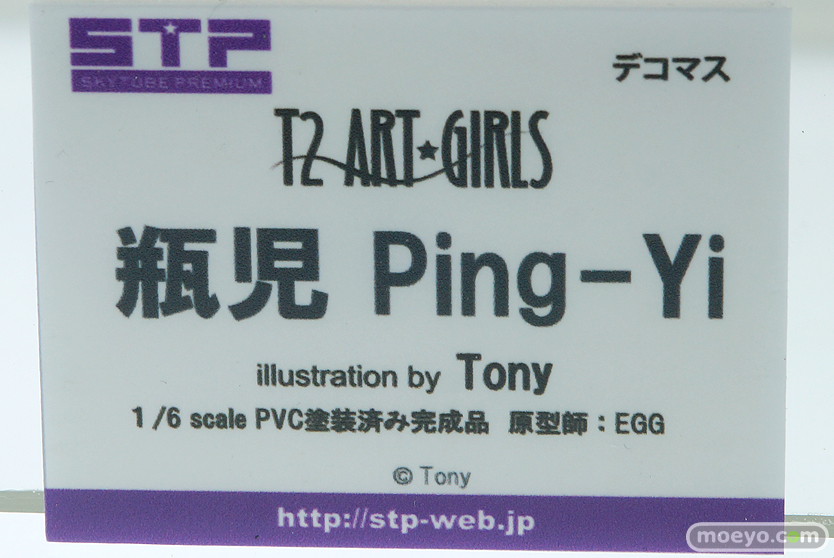 STP
SKYTUBE PREMIUM
デコマス
T2 ART★GIRLS
瓶児 Ping-Yi
illustration by Tony
1/6 scale PVC塗装済み完成品 原型師：EGG
© Tony
http://stp-web.jp
moeyo.com